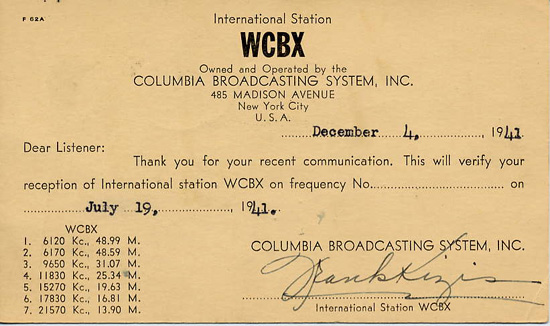 F 62A
International Station
WCBX
Owned and Operated by the
COLUMBIA BROADCASTING SYSTEM, INC.
485 MADISON AVENUE
New York City
U. S. A.
December 4, 1941
Dear Listener:
Thank you for your recent communication. This will verify your
reception of International station WCBX on frequency No. on
July 19, 1941.
WCBX
1. 6120 Kc., 48.99 M.
2. 6170 Kc., 48.59 M.
3. 9650 Kc., 31.07 M.
4. 11830 Kc., 25.34 M.
5. 15270 Kc., 19.63 M.
6. 17830 Kc., 16.81 M.
7. 21570 Kc., 13.90 M.
COLUMBIA BROADCASTING SYSTEM, INC.
International Station WCBX